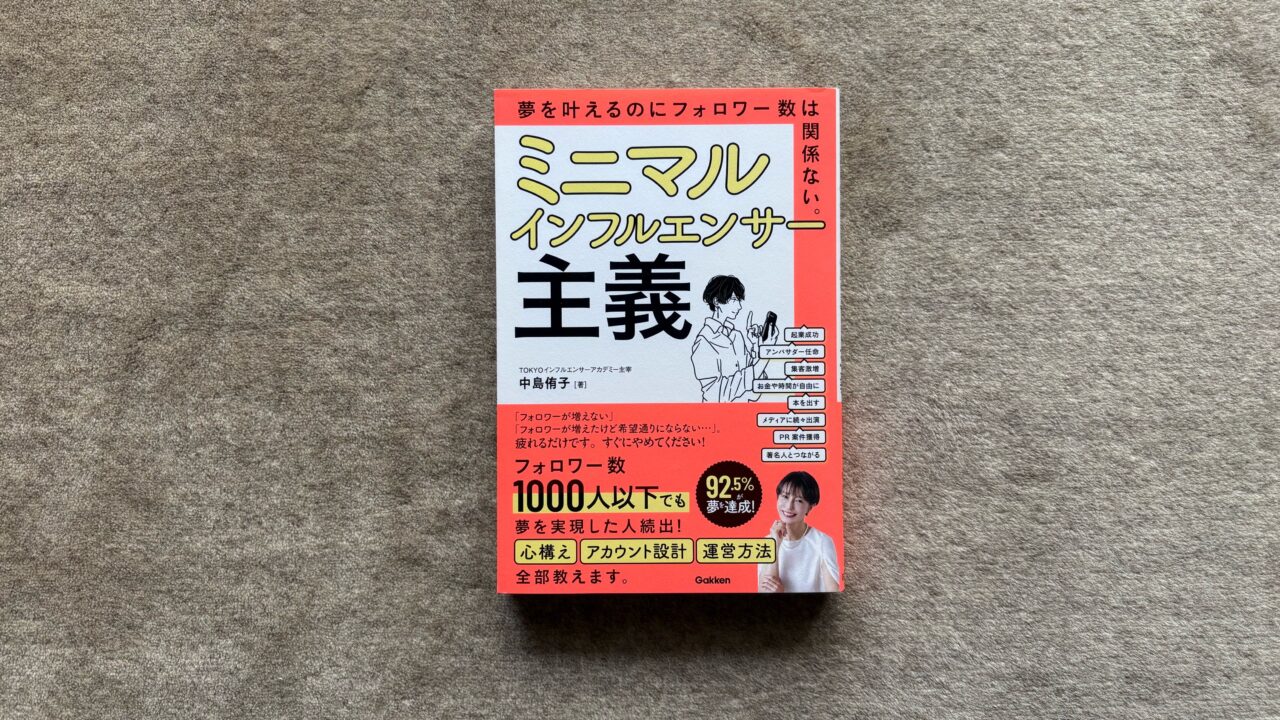 夢を叶えるのにフォロワー数は関係ない。
ミニマル
インフルエンサー
主義
TOKYOインフルエンサーアカデミー主宰
中島侑子［著］
起業成功
アンバサダー任命
集客激増
お金や時間が自由に
本を出す
メディアに続々出演
PR案件獲得
著名人とつながる
「フォロワーが増えない」
「フォロワーが増えたけど希望通りにならない…」。
疲れるだけです。すぐにやめてください！
フォロワー数
1000人以下でも
夢を実現した人続出！
92.5%が
夢を達成！
心構え アカウント設計 運営方法
全部教えます。
Gakken